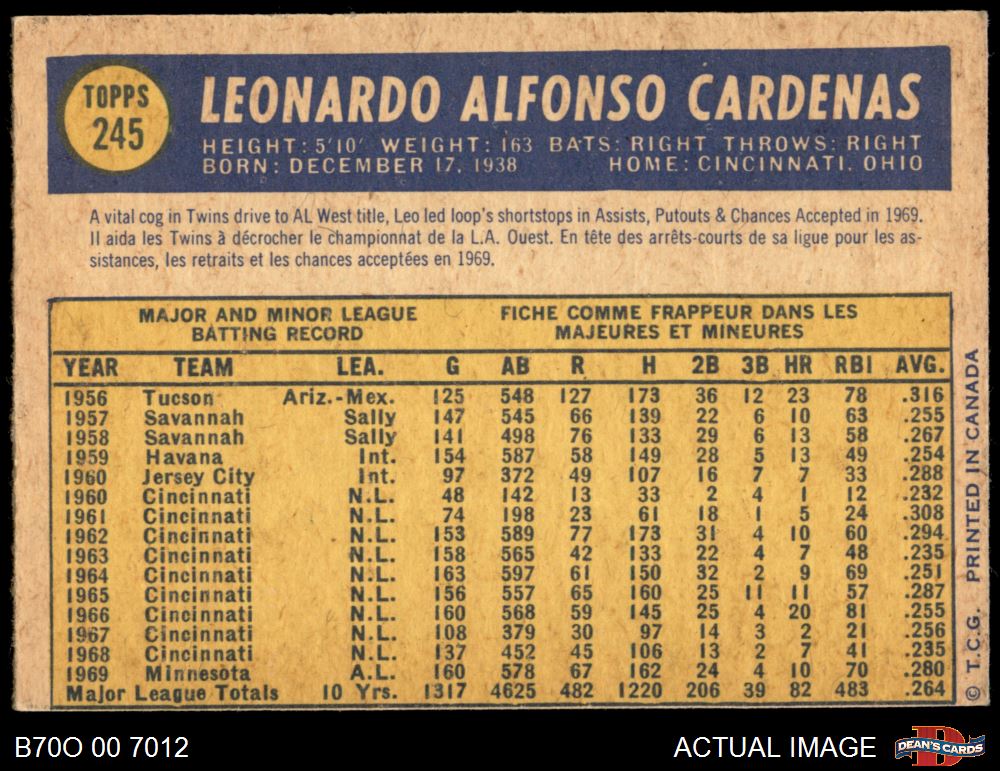 TOPPS
245
LEONARDO ALFONSO CARDENAS
HEIGHT: 5'10" WEIGHT: 163 BATS: RIGHT THROWS: RIGHT
BORN: DECEMBER 17, 1938 HOME: CINCINNATI, OHIO
A vital cog in Twins drive to AL West title, Leo led loop's shortstops in Assists, Putouts & Chances Accepted in 1969.
Il aida les Twins à décrocher le championnat de la L.A. Ouest. En tête des arrêts-courts de sa ligue pour les as-
sistances, les retraits et les chances acceptées en 1969.
MAJOR AND MINOR LEAGUE FICHE COMME FRAPPEUR DANS LES
BATTING RECORD MAJEURES ET MINEURES
YEAR TEAM LEA. G AB R H 2B 3B HR RBI AVG.
1956 Tucson Ariz.-Mex. 125 548 127 173 36 12 23 78 .316
1957 Savannah Sally 147 545 66 139 22 6 10 63 .255
1958 Savannah Sally 141 498 76 133 29 6 13 58 .267
1959 Havana Int. 154 587 58 149 28 5 13 49 .254
1960 Jersey City Int. 97 372 49 107 16 7 7 33 .288
1960 Cincinnati N.L. 48 142 13 33 2 4 1 12 .232
1961 Cincinnati N.L. 74 198 23 61 18 1 5 24 .308
1962 Cincinnati N.L. 153 589 77 173 31 4 10 60 .294
1963 Cincinnati N.L. 158 565 42 133 22 4 7 48 .235
1964 Cincinnati N.L. 163 597 61 150 32 2 9 69 .251
1965 Cincinnati N.L. 156 557 65 160 25 11 11 57 .287
1966 Cincinnati N.L. 160 568 59 145 25 4 20 81 .255
1967 Cincinnati N.L. 108 379 30 97 14 3 2 21 .256
1968 Cincinnati N.L. 137 452 45 106 13 2 7 41 .235
1969 Minnesota A.L. 160 578 67 162 24 4 10 70 .280
Major League Totals 10 Yrs. 1317 4625 482 1220 206 39 82 483 .264
© T.C.G. PRINTED IN CANADA
B70O 00 7012
ACTUAL IMAGE
DEAN'S CARDS